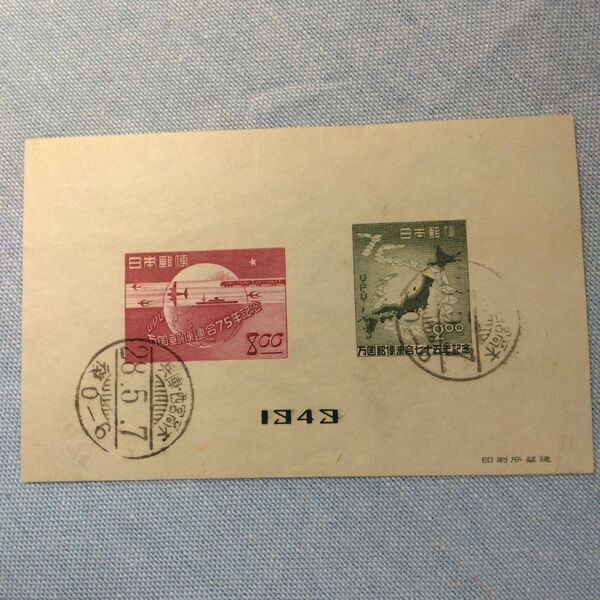 日本郵便
UPU
万国郵便連合75年記念
8.00
日本郵便
75
UPU
00
万国郵便連合七十五年記念
28.5.7
1949
印刷庁製造